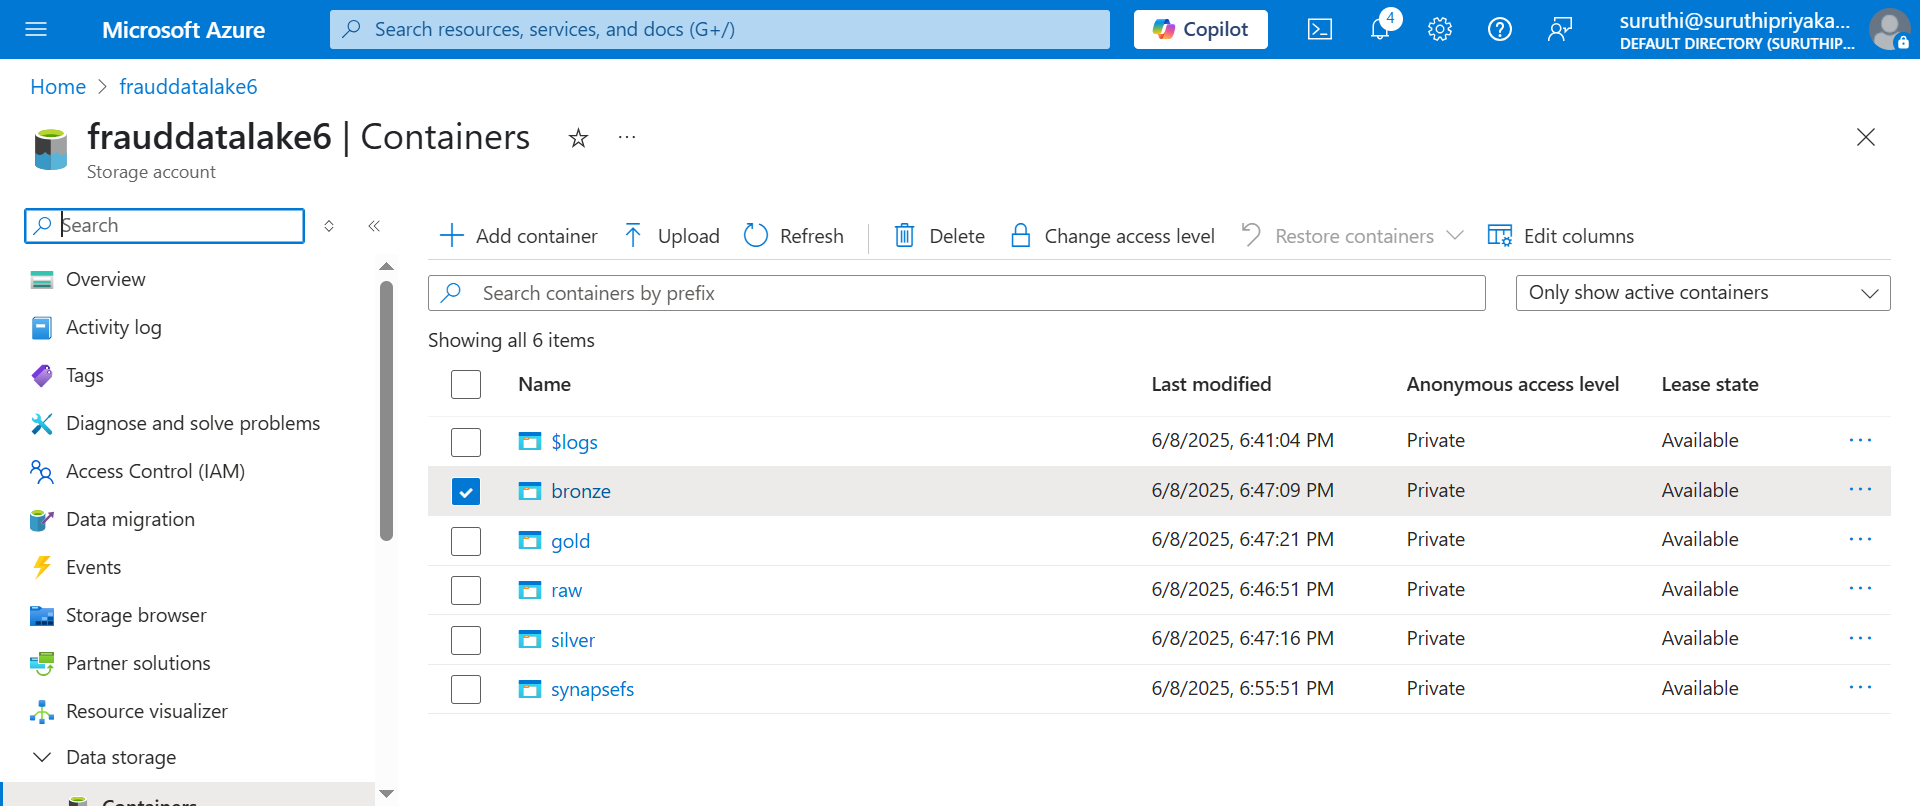 Microsoft Azure
Search resources, services, and docs (G+/)
Copilot
4
suruthi@suruthipriyaka...
DEFAULT DIRECTORY (SURUTHIP...
Home > frauddatalake6
frauddatalake6 | Containers
Storage account
Search
Overview
Activity log
Tags
Diagnose and solve problems
Access Control (IAM)
Data migration
Events
Storage browser
Partner solutions
Resource visualizer
Data storage
Containers
Add container Upload Refresh Delete Change access level Restore containers Edit columns
Search containers by prefix
Only show active containers
Showing all 6 items
Name Last modified Anonymous access level Lease state
$logs 6/8/2025, 6:41:04 PM Private Available
bronze 6/8/2025, 6:47:09 PM Private Available
gold 6/8/2025, 6:47:21 PM Private Available
raw 6/8/2025, 6:46:51 PM Private Available
silver 6/8/2025, 6:47:16 PM Private Available
synapsefs 6/8/2025, 6:55:51 PM Private Available